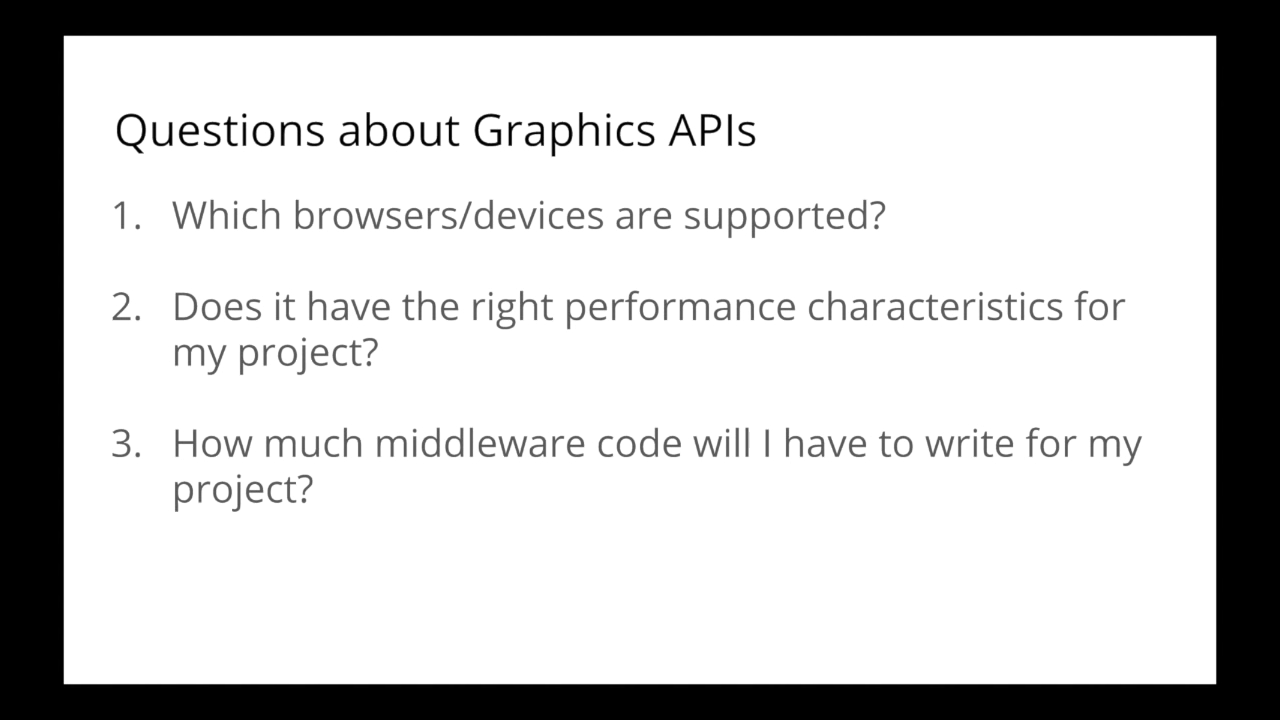 Questions about Graphics APIs
1. Which browsers/devices are supported?
2. Does it have the right performance characteristics for
my project?
3. How much middleware code will I have to write for my
project?